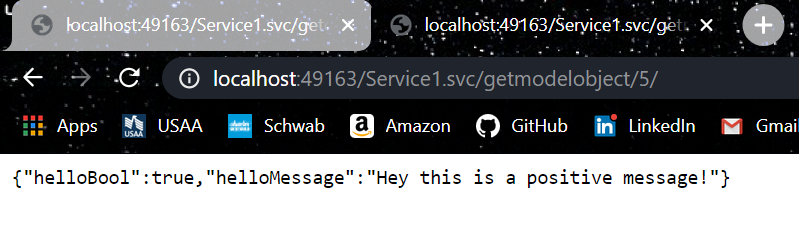 localhost:49163/Service1.svc/get
localhost:49163/Service1.svc/get
localhost:49163/Service1.svc/getmodelobject/5/
Apps USAA USAA Schwab Amazon GitHub LinkedIn Gmail
{"helloBool":true,"helloMessage":"Hey this is a positive message!"}